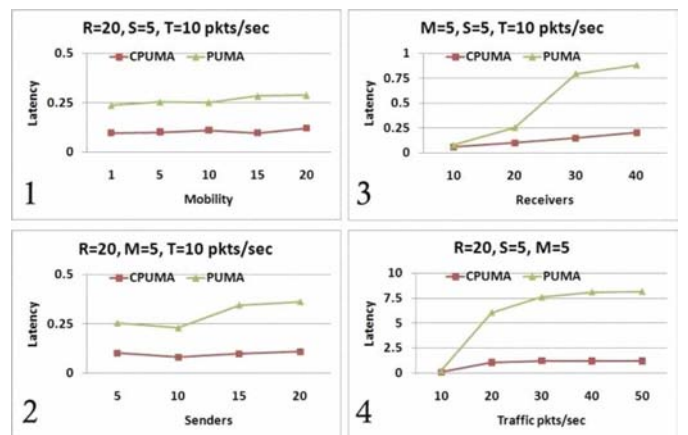 R=20, S=5, T=10 pkts/sec
CPUMA PUMA
0.5
0.25
0
Latency
1 5 10 15 20
Mobility
1
M=5, S=5, T=10 pkts/sec
CPUMA PUMA
1
0.75
0.5
0.25
0
Latency
10 20 30 40
Receivers
3
R=20, M=5, T=10 pkts/sec
CPUMA PUMA
0.5
0.25
0
Latency
5 10 15 20
Senders
2
R=20, S=5, M=5
CPUMA PUMA
10
7.5
5
2.5
0
Latency
10 20 30 40 50
Traffic pkts/sec
4